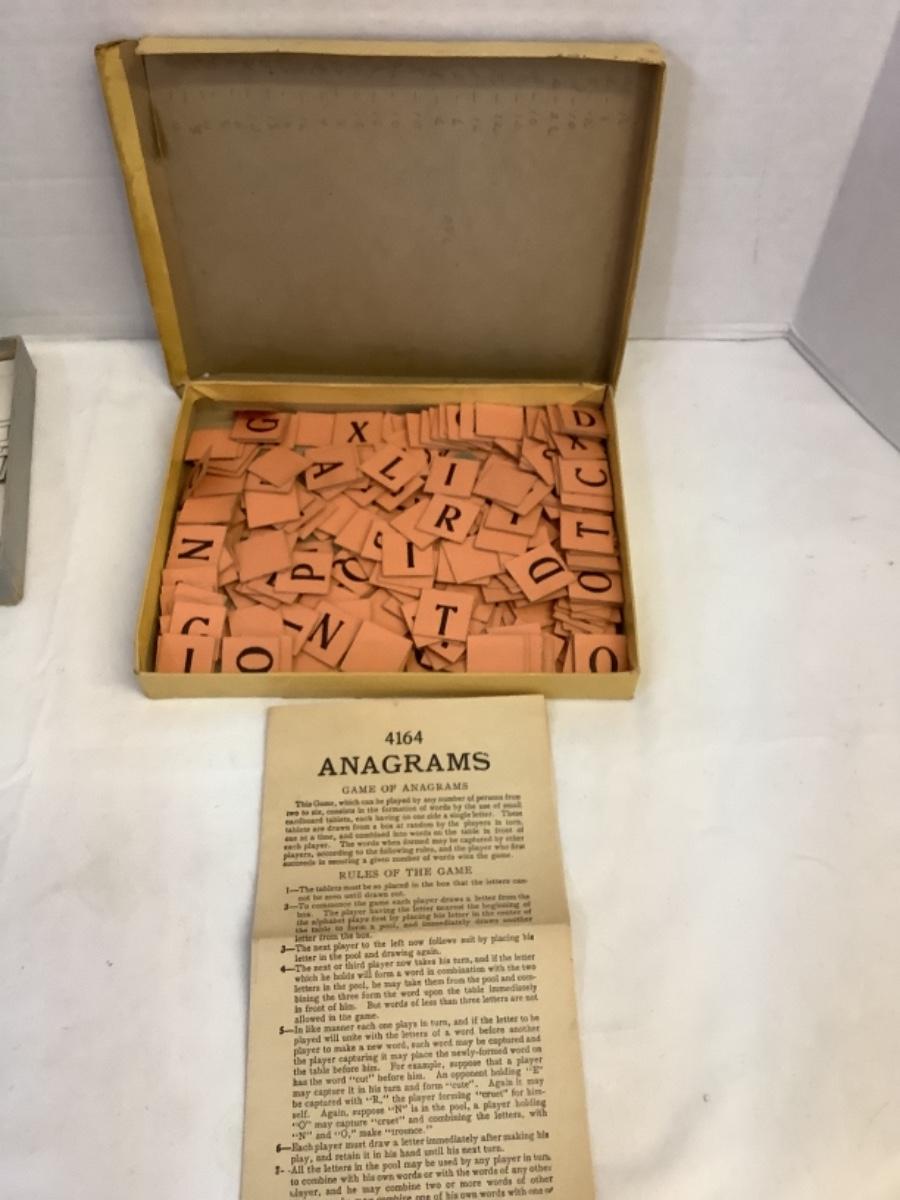 G
X
D
X
A
L
I
C
R
T
N
I
D
P
O
T
G
I
N
O
I
O
4164
ANAGRAMS
GAME OF ANAGRAMS
This Game, which can be played by any number of persons from
two to six, consists in the formation of words by the use of small
cardboard tablets, each having on one side a single letter. These
tablets are drawn from a box at random by the players in turn,
one at a time, and combined into words on the table in front of
each player. The words when formed may be captured by other
players, according to the following rules, and the player who first
succeeds in securing a given number of words wins the game.
RULES OF THE GAME
1—The tablets must be so placed in the box that the letters can-
not be seen until drawn out.
2—To commence the game each player draws a letter from the
box. The player having the letter nearest the beginning of
the alphabet plays first by placing his letter in the center of
the table to form a pool, and immediately draws another
letter from the box.
3—The next player to the left now follows suit by placing his
letter in the pool and drawing again.
4—The next or third player now takes his turn, and if the letter
which he holds will form a word in combination with the two
letters in the pool, he may take them from the pool and com-
bining the three form the word upon the table immediately
in front of him. But words of less than three letters are not
allowed in the game.
5—In like manner each one plays in turn, and if the letter to be
played will unite with the letters of a word before another
player to make a new word, such word may be captured and
the player capturing it may place the newly-formed word on
the table before him. For example, suppose that a player
has the word "cut" before him. An opponent holding "E"
may capture it in his turn and form "cute". Again it may
be captured with "R," the player forming "cruet" for him-
self. Again, suppose "N" is in the pool, a player holding
"O" may capture "cruet" and combining the letters, with
"N" and "O," make "trounce."
6—Each player must draw a letter immediately after making his
play, and retain it in his hand until his next turn.
7—All the letters in the pool may be used by any player in turn
to combine with his own words or with the words of any other
player, and he may combine two or more words of other
combine one of his own words with one or